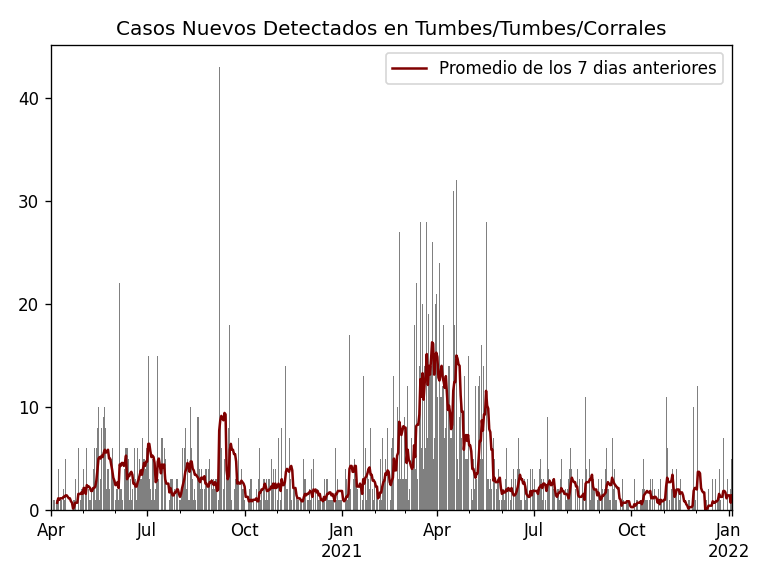 Casos Nuevos Detectados en Tumbes/Tumbes/Corrales
Promedio de los 7 dias anteriores
40
30
20
10
0
Apr Jul Oct Jan Apr Jul Oct Jan
2021 2022